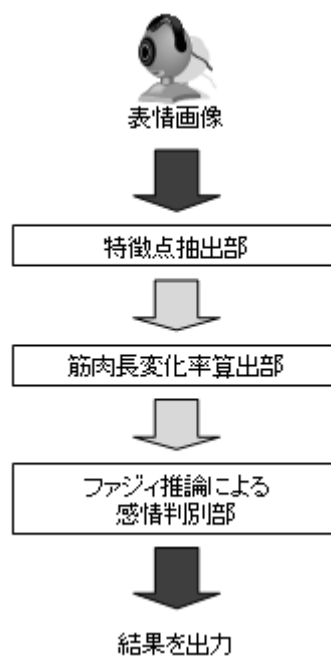 表情画像
特徴点抽出部
筋肉長変化率算出部
ファジィ推論による
感情判別部
結果を出力